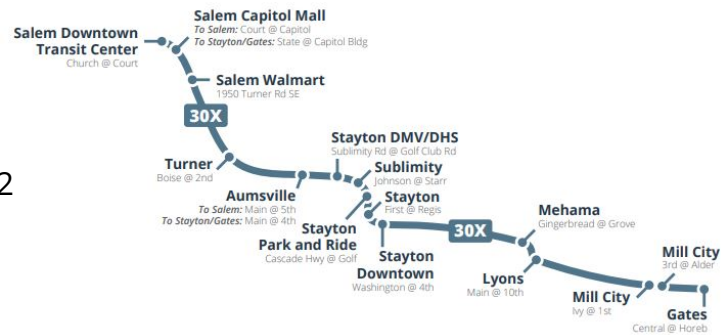 Salem Downtown
Transit Center
Church @ Court
Salem Capitol Mall
To Salem: Court @ Capitol
To Stayton/Gates: State @ Capitol Bldg
Salem Walmart
1950 Turner Rd SE
30X
2
Turner
Boise @ 2nd
Aumsville
To Salem: Main @ 5th
To Stayton/Gates: Main @ 4th
Stayton DMV/DHS
Sublimity Rd @ Golf Club Rd
Sublimity
Johnson @ Starr
Stayton
First @ Regis
Stayton
Park and Ride
Cascade Hwy @ Golf
Stayton
Downtown
Washington @ 4th
30X
Mehama
Gingerbread @ Grove
Lyons
Main @ 10th
Mill City
Ivy @ 1st
Mill City
3rd @ Alder
Gates
Central @ Horeb